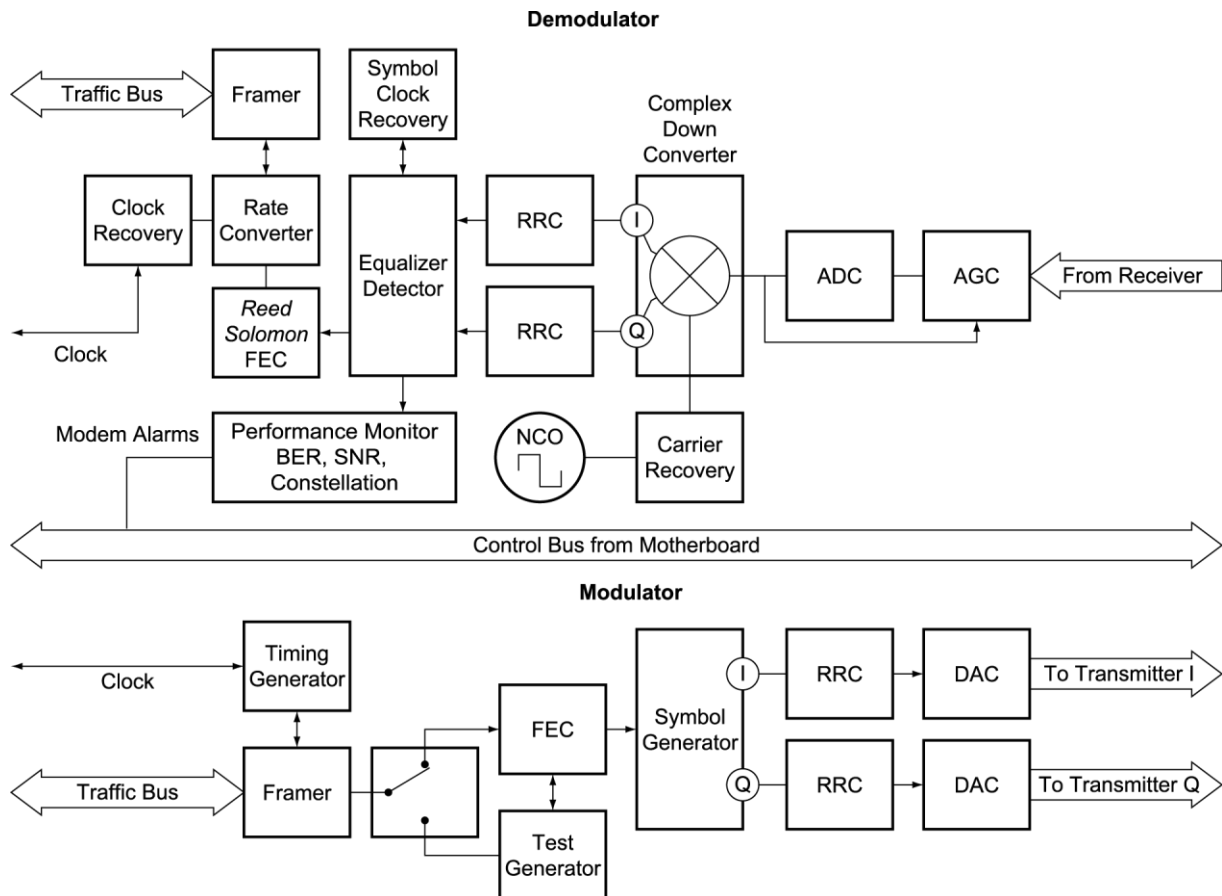 Demodulator
Traffic Bus
Framer
Symbol
Clock
Recovery
Complex
Down
Converter
Clock
Recovery
Rate
Converter
Equalizer
Detector
RRC
I
ADC
AGC
From Receiver
Reed
Solomon
FEC
RRC
Q
Clock
Modem Alarms
Performance Monitor
BER, SNR,
Constellation
NCO
Carrier
Recovery
Control Bus from Motherboard
Modulator
Clock
Timing
Generator
FEC
Symbol
Generator
I
RRC
DAC
To Transmitter I
Traffic Bus
Framer
Test
Generator
Q
RRC
DAC
To Transmitter Q